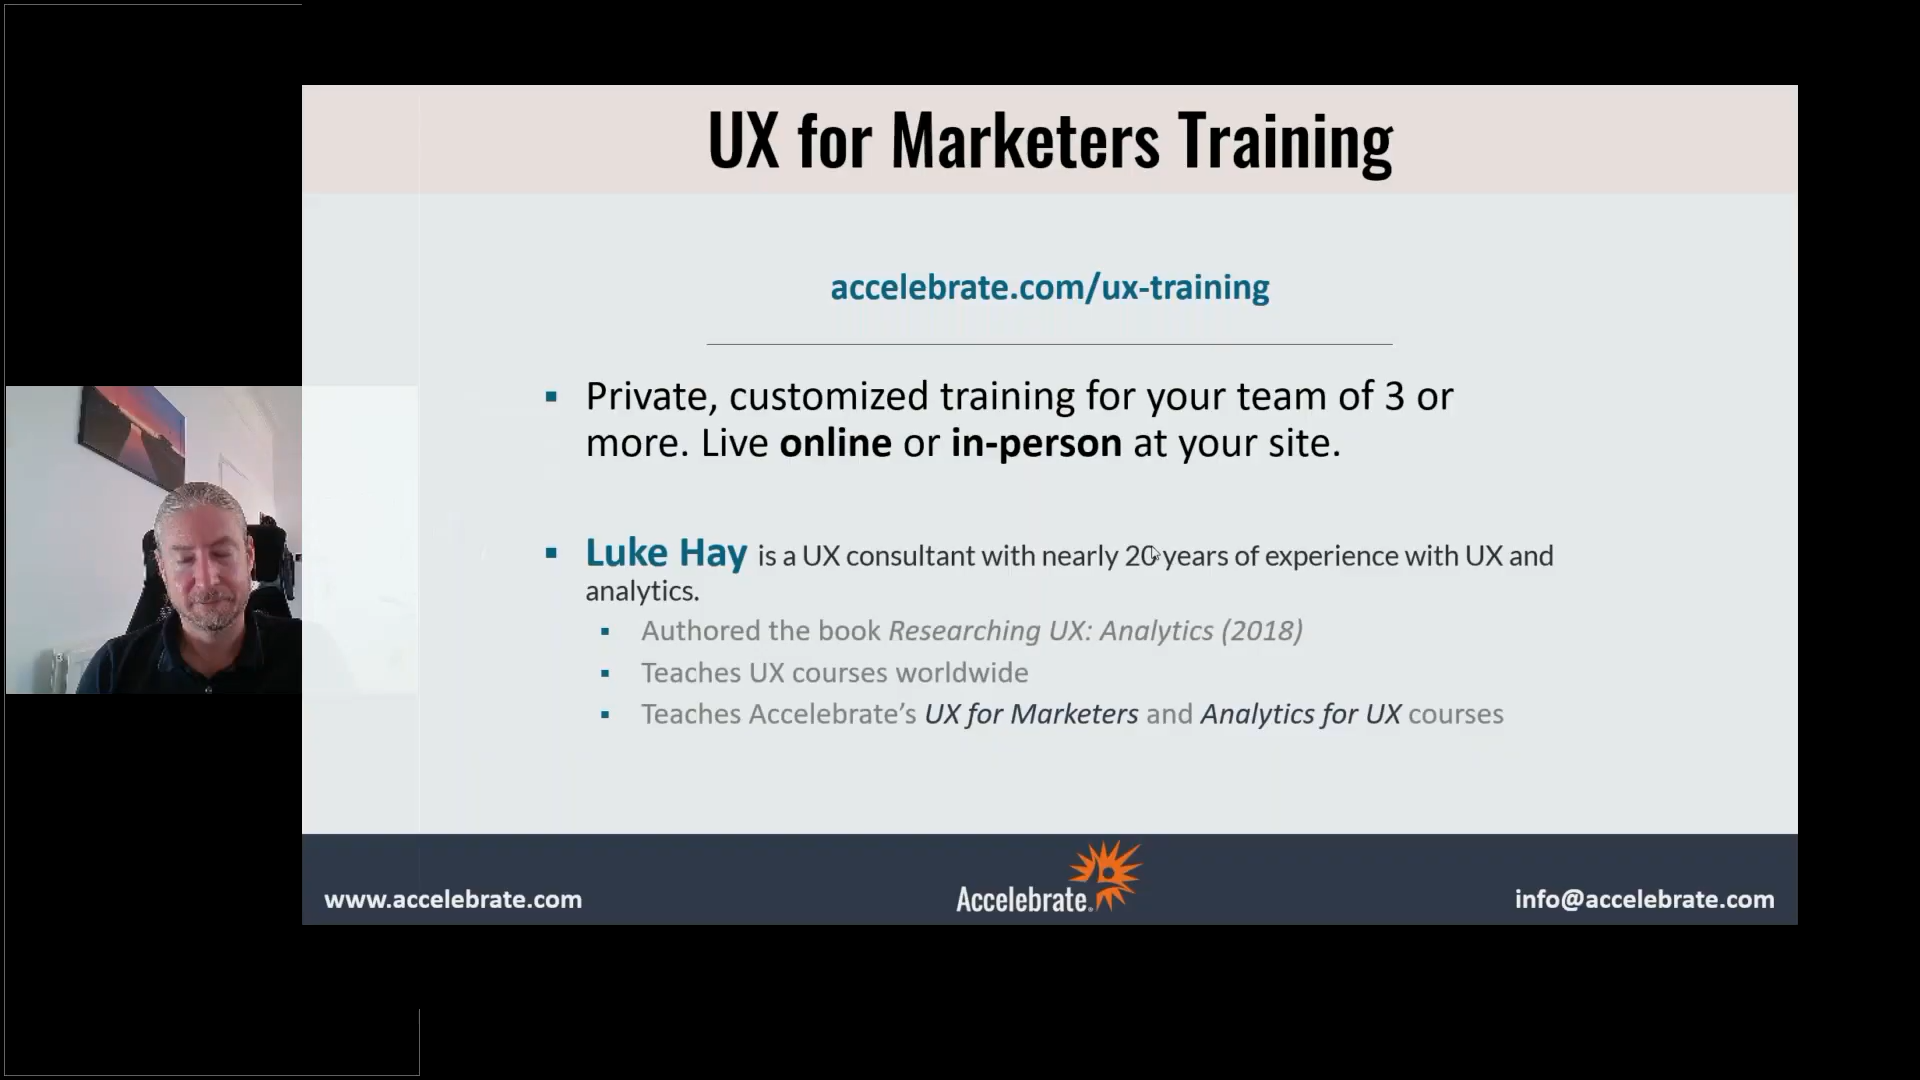 UX for Marketers Training
accelebrate.com/ux-training
▪ Private, customized training for your team of 3 or
more. Live online or in-person at your site.
▪ Luke Hay is a UX consultant with nearly 20 years of experience with UX and
analytics.
▪ Authored the book Researching UX: Analytics (2018)
▪ Teaches UX courses worldwide
▪ Teaches Accelebrate’s UX for Marketers and Analytics for UX courses
www.accelebrate.com
Accelebrate®
info@accelebrate.com